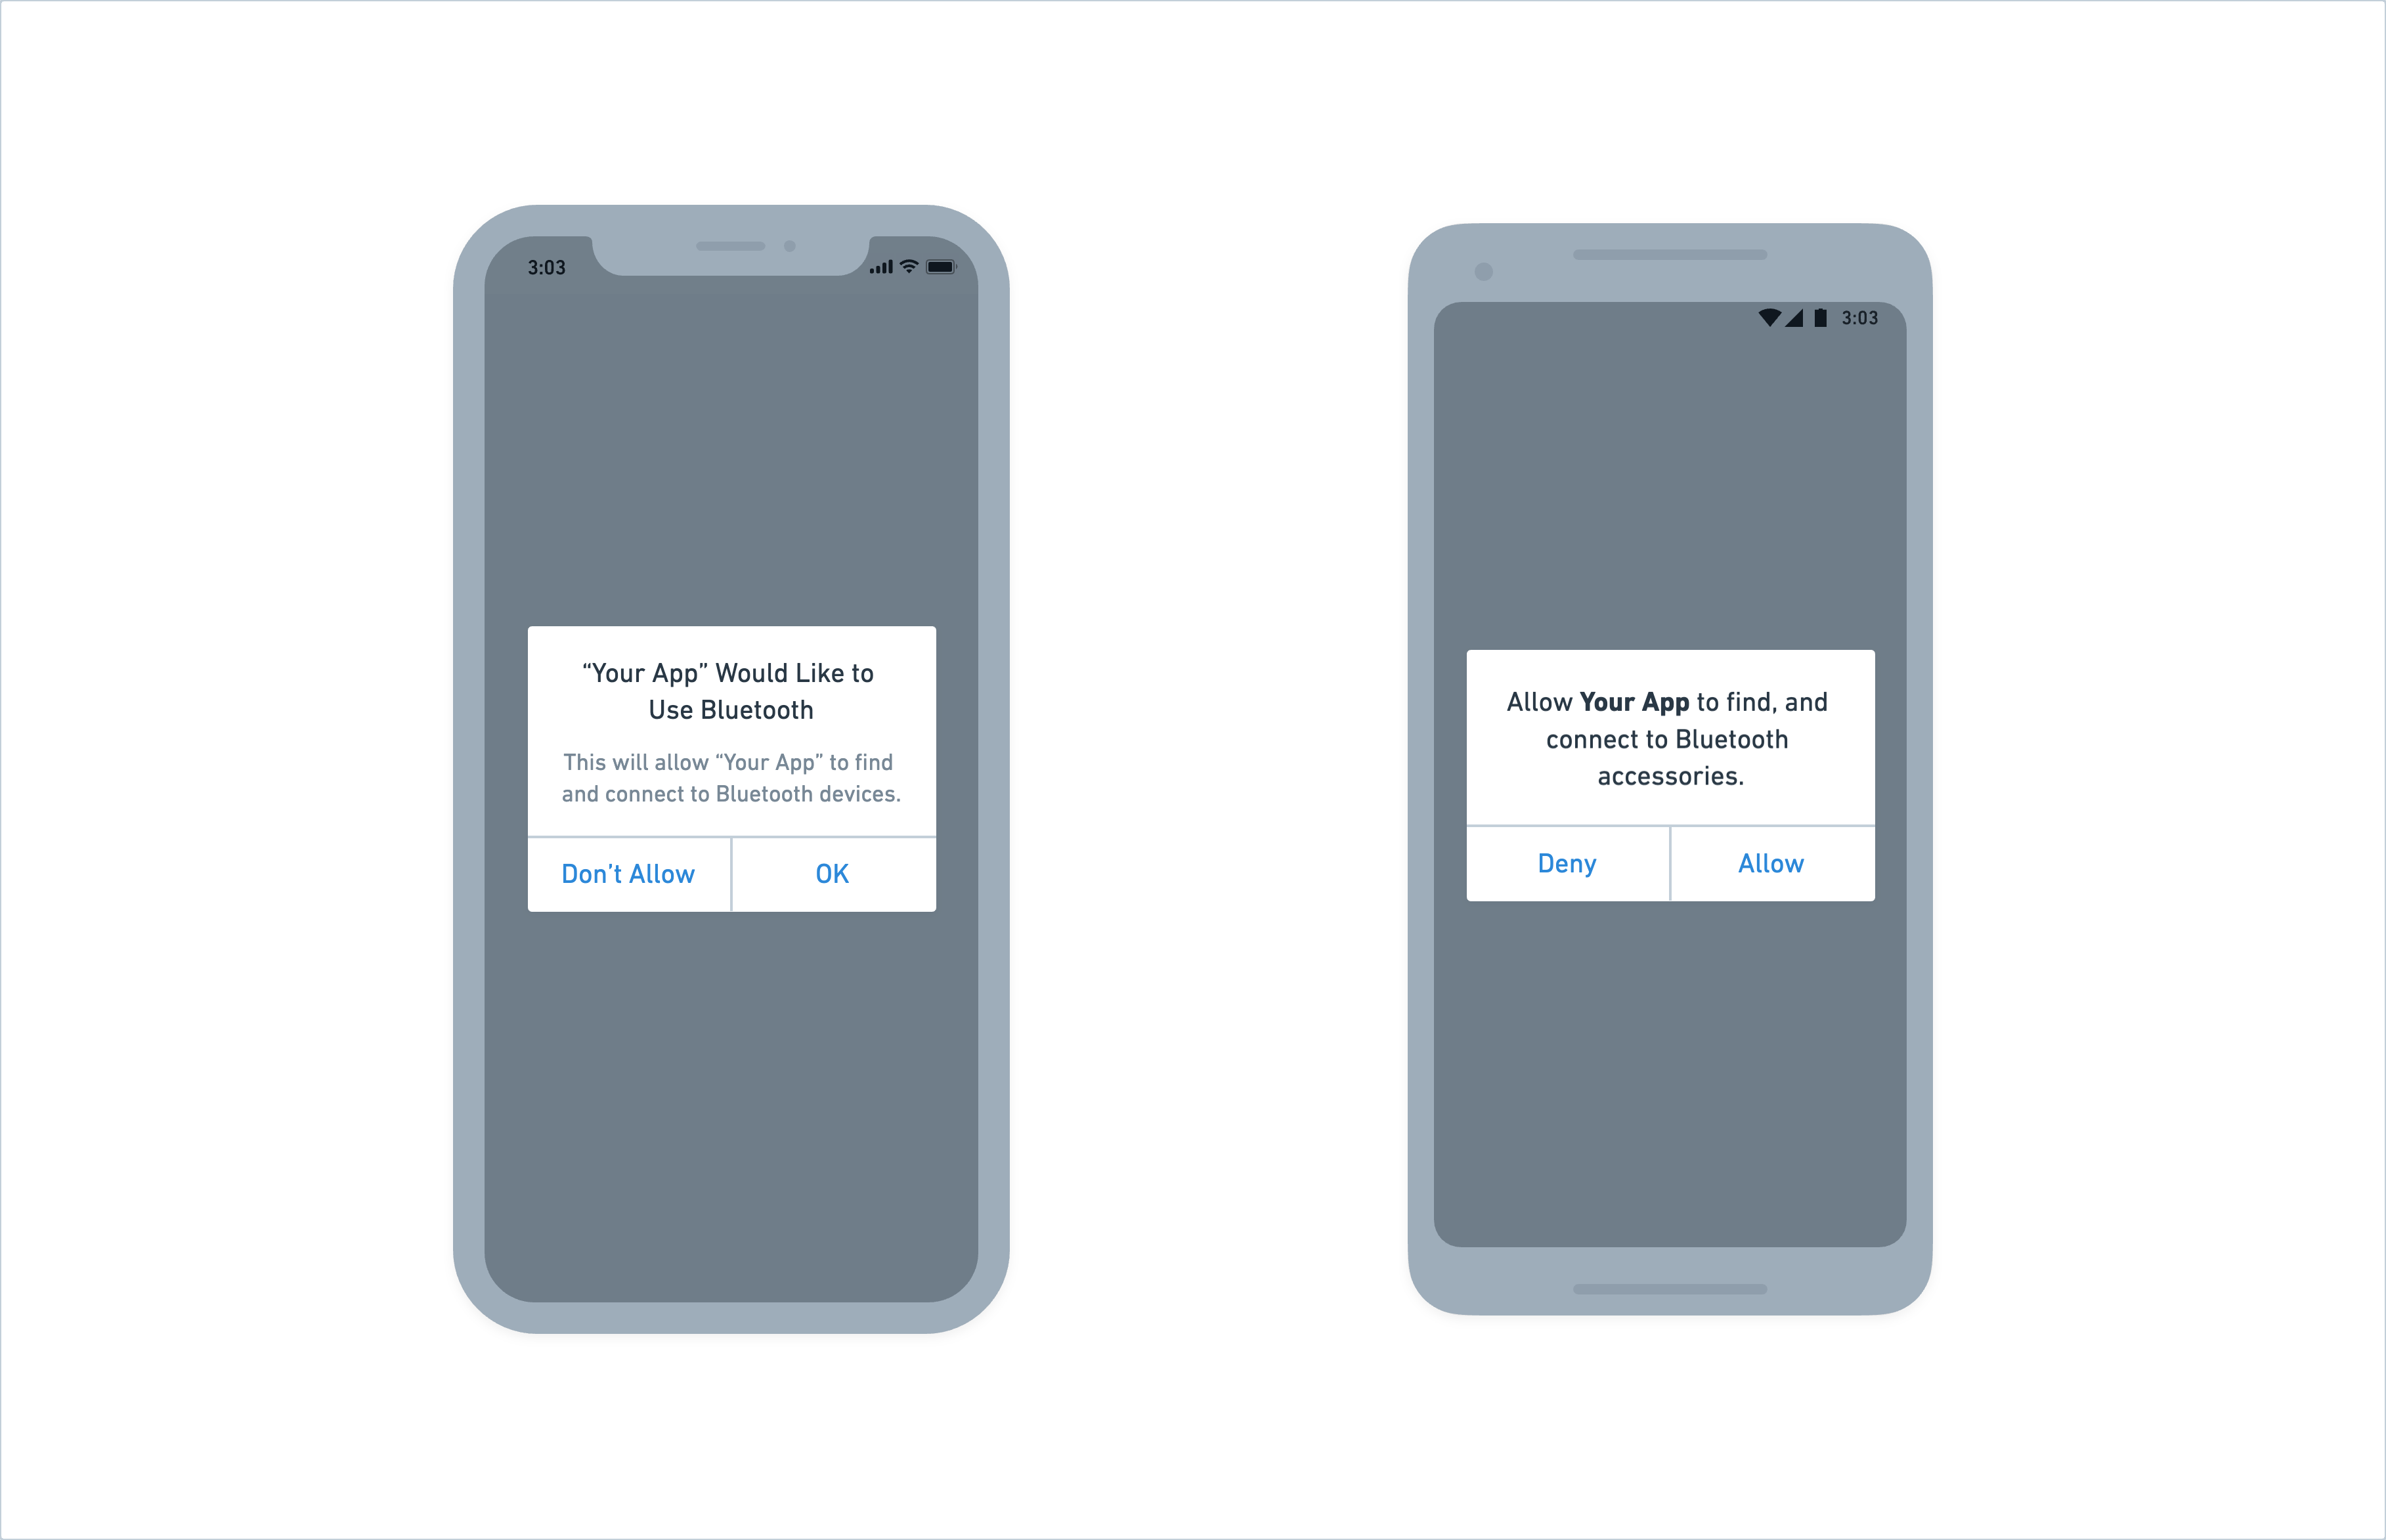 3:03
“Your App” Would Like to
Use Bluetooth
This will allow “Your App” to find
and connect to Bluetooth devices.
Don’t Allow
OK
3:03
Allow Your App to find, and
connect to Bluetooth
accessories.
Deny
Allow